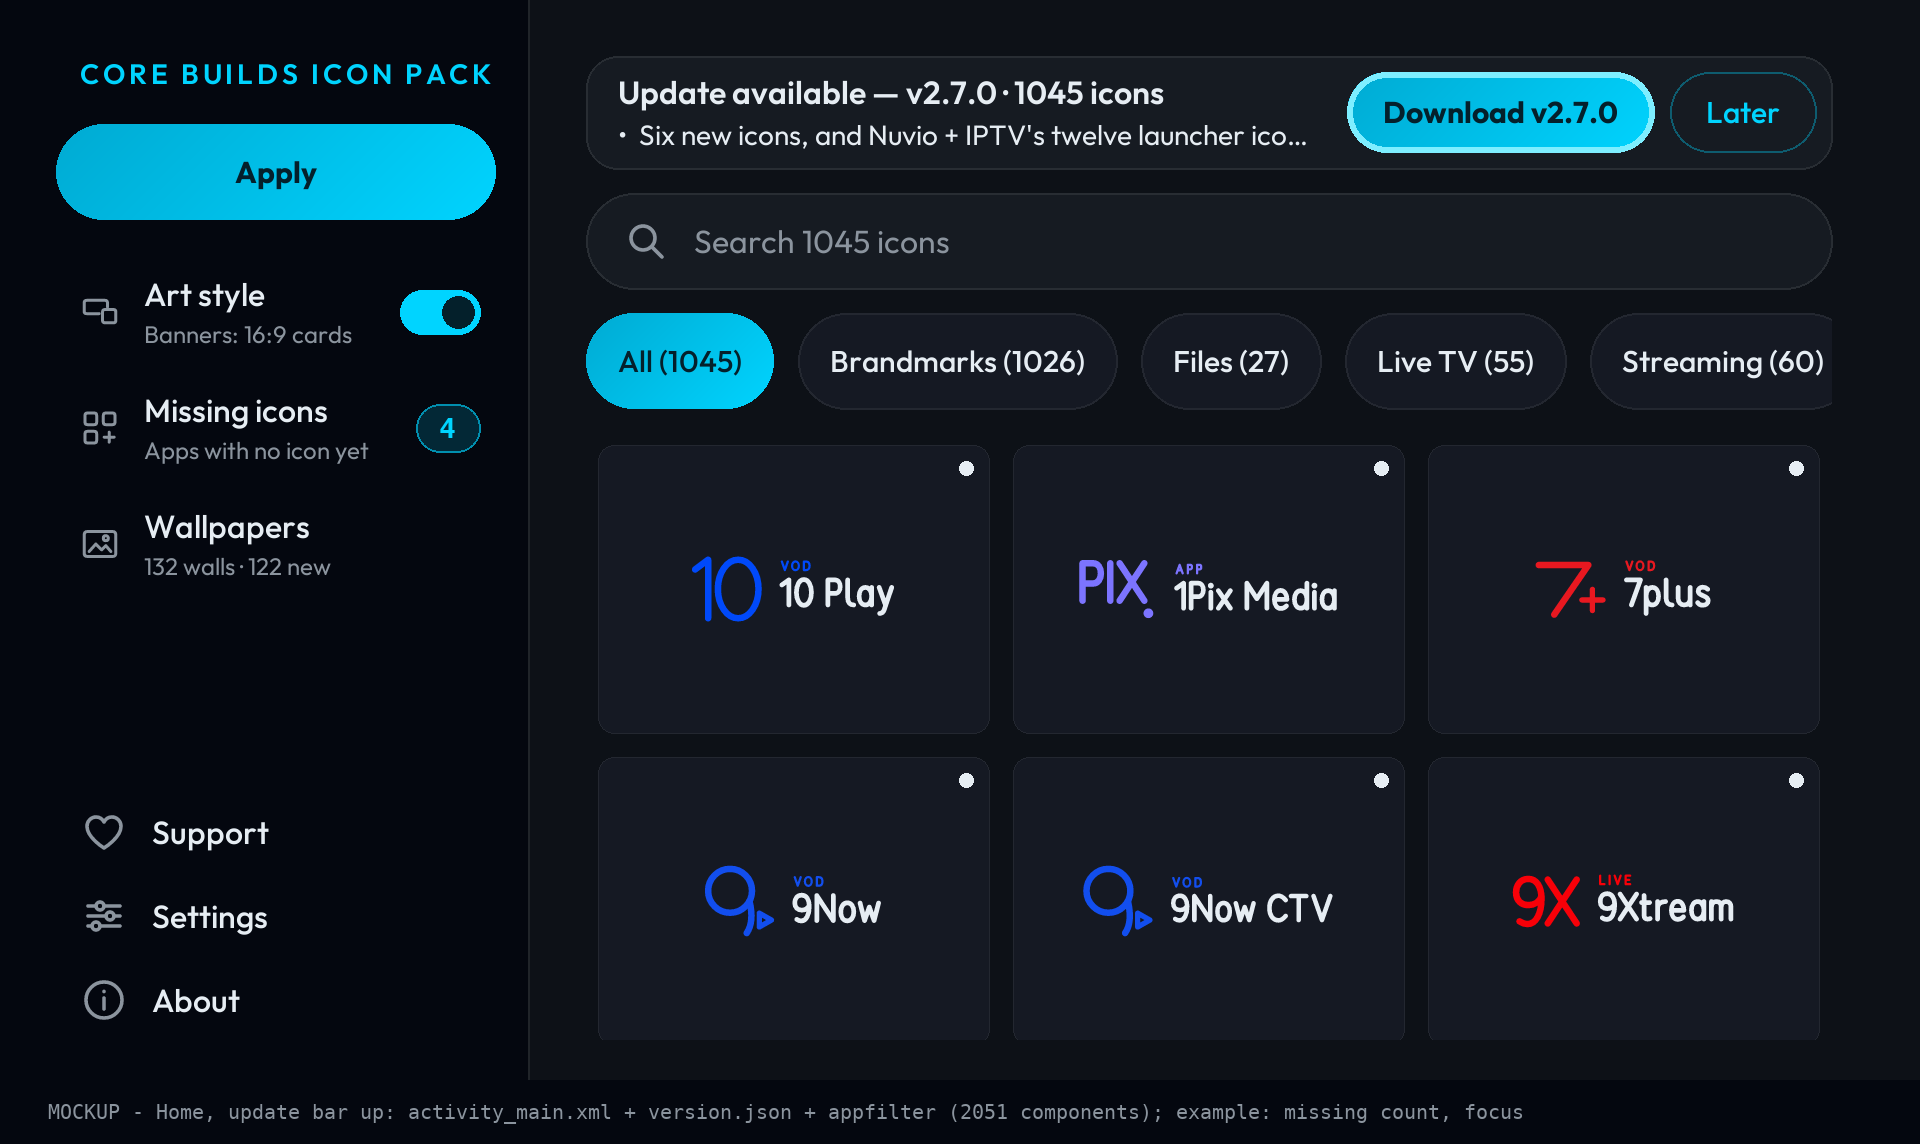 CORE BUILDS ICON PACK
Apply
Art style
Banners: 16:9 cards
Missing icons
Apps with no icon yet
4
Wallpapers
132 walls · 122 new
Support
Settings
About
Update available — v2.7.0 · 1045 icons
• Six new icons, and Nuvio + IPTV's twelve launcher ico...
Download v2.7.0
Later
Search 1045 icons
All (1045)
Brandmarks (1026)
Files (27)
Live TV (55)
Streaming (60)
10
VOD
10 Play
PIX.
APP
1Pix Media
7+
VOD
7plus
9
VOD
9Now
9
VOD
9Now CTV
9X
LIVE
9Xtream
MOCKUP - Home, update bar up: activity_main.xml + version.json + appfilter (2051 components); example: missing count, focus